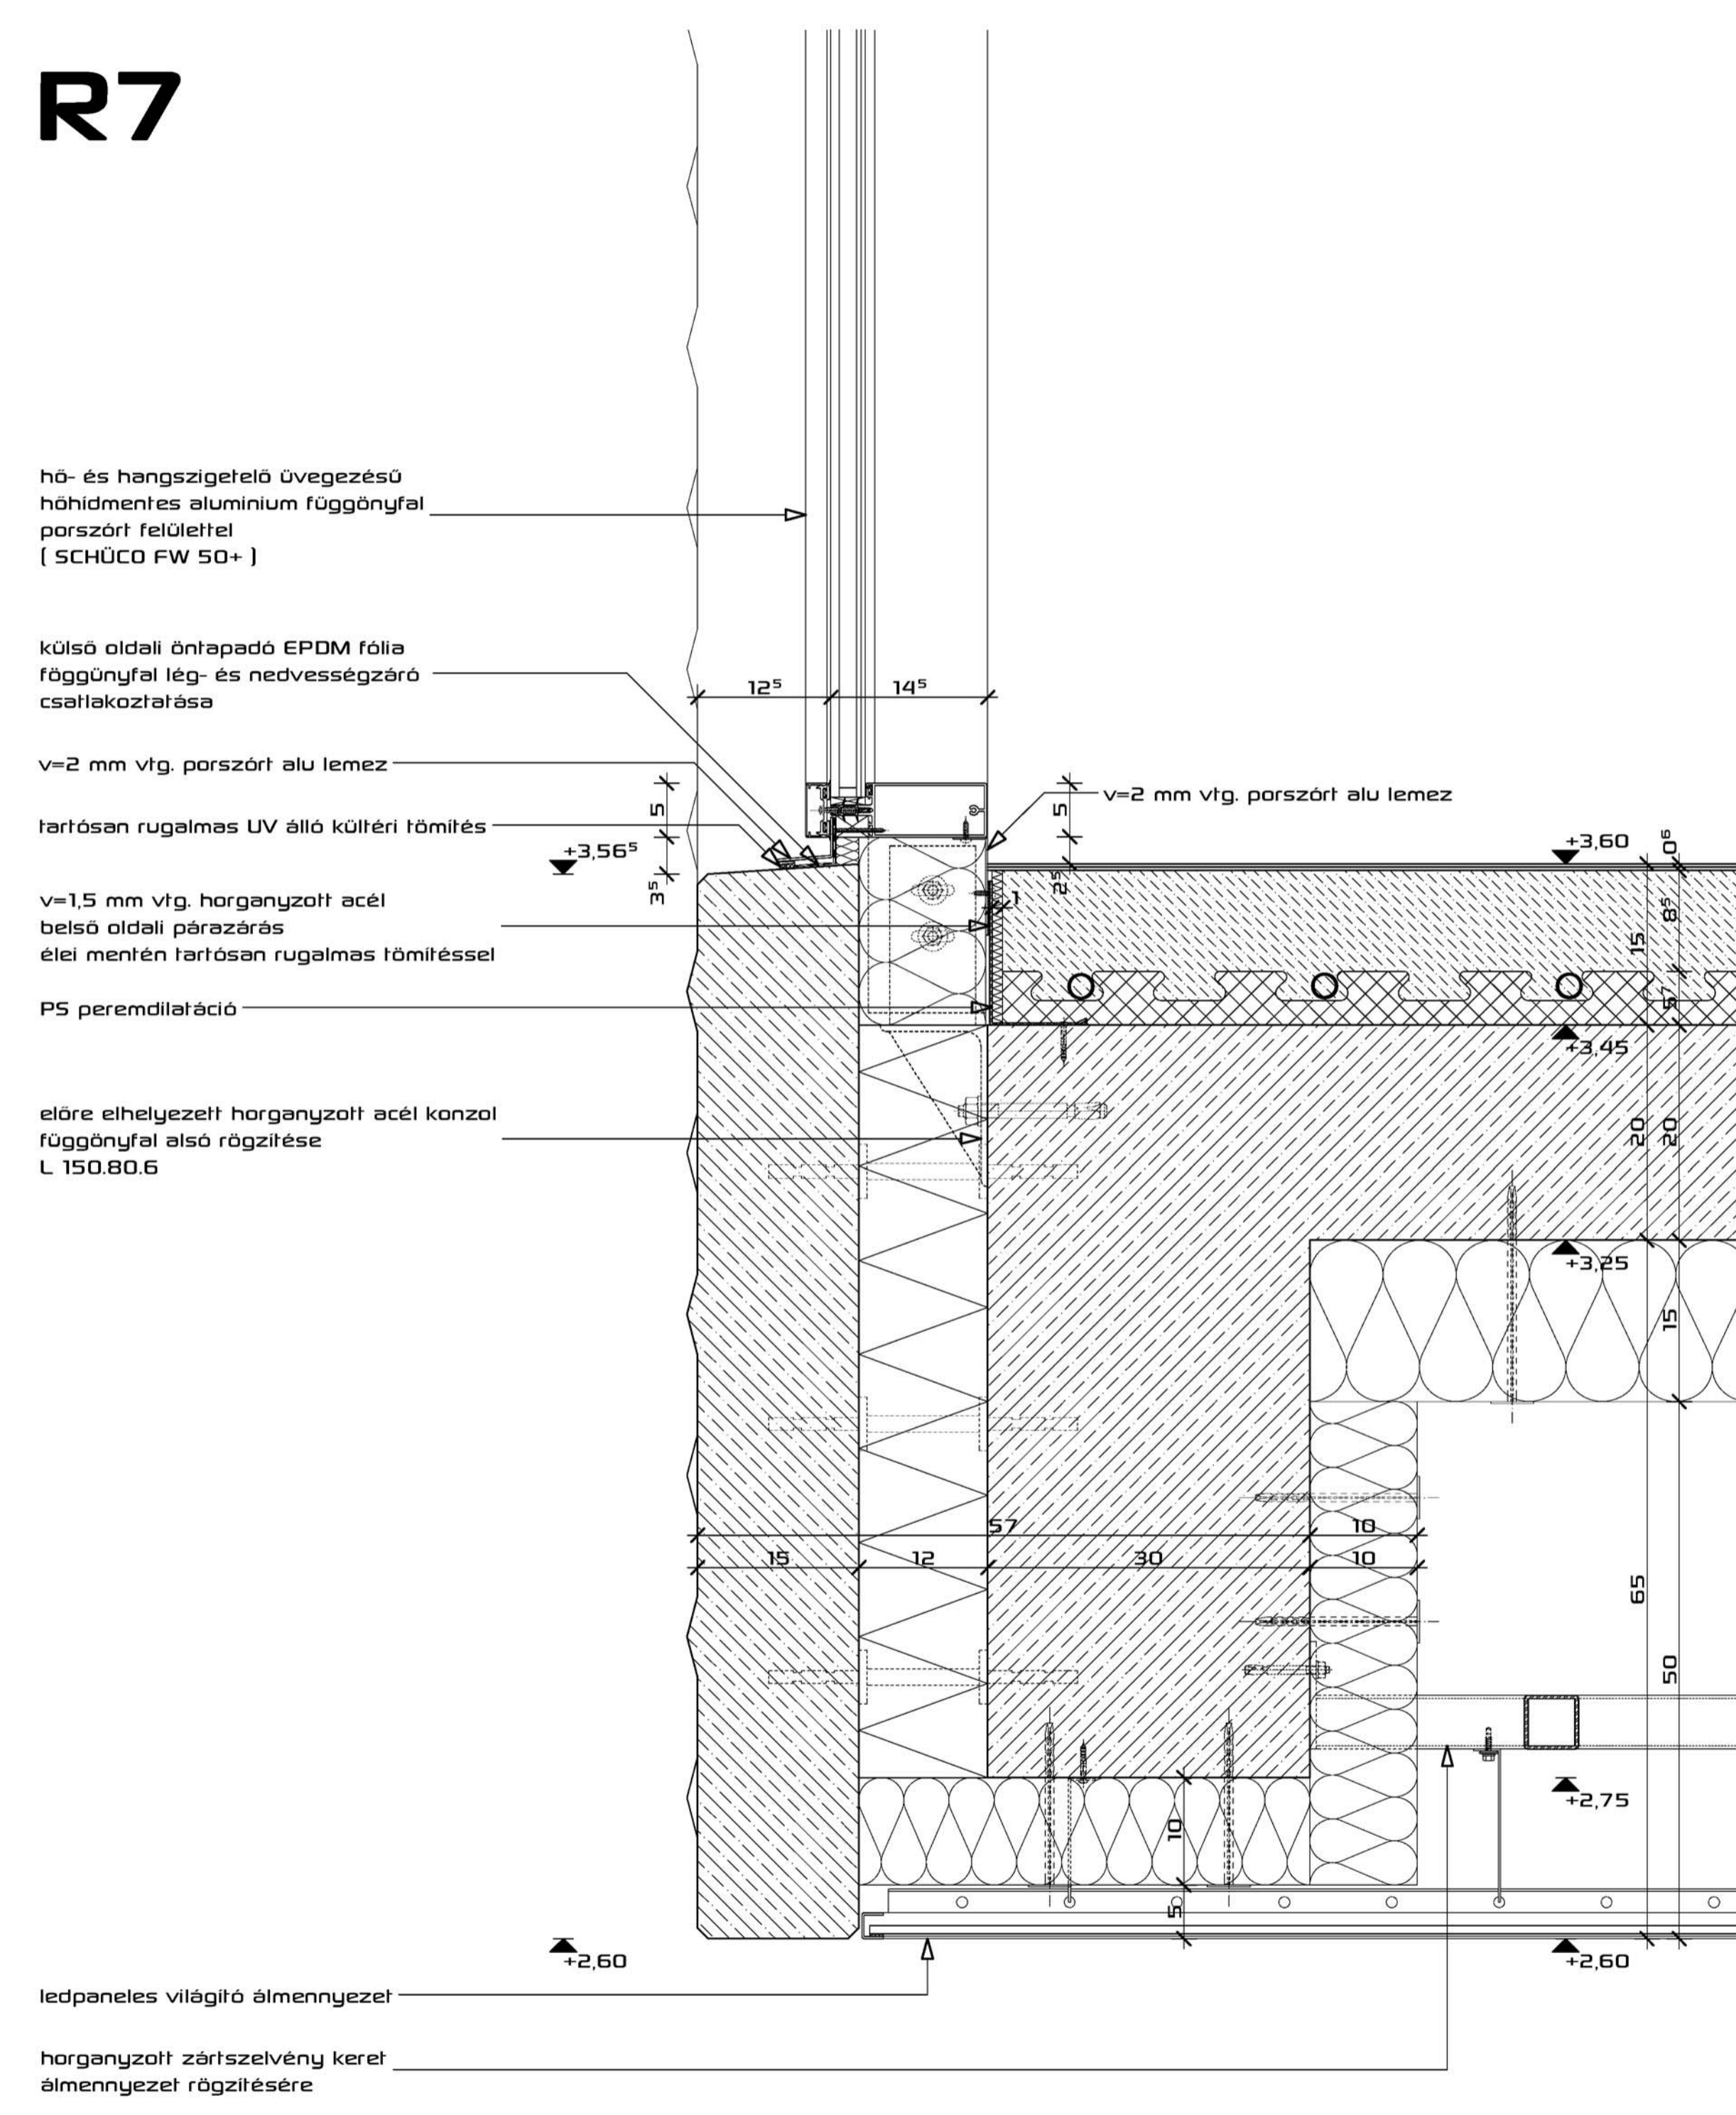 R7
hő- és hangszigetelő üvegezésű
hőhídmentes aluminium függönyfal
porszórt felülettel
( SCHÜCO FW 50+ )
külső oldali öntapadó EPDM fólia
föggünyfal lég- és nedvességzáró
csatlakoztatása
12⁵
14⁵
v=2 mm vtg. porszórt alu lemez
5
5
v=2 mm vtg. porszórt alu lemez
tartósan rugalmas UV álló kültéri tömítés
+3,56⁵
3⁵
2⁵
+3,60
0⁶
v=1,5 mm vtg. horganyzott acél
belső oldali párazárás
élei mentén tartósan rugalmas tömítéssel
1
8⁵
15
PS peremdilatáció
5⁷
+3,45
előre elhelyezett horganyzott acél konzol
függönyfal alsó rögzítése
L 150.80.6
20
20
+3,25
15
57
10
15
12
30
10
65
50
+2,75
10
5
+2,60
+2,60
ledpaneles világító álmennyezet
horganyzott zártszelvény keret
álmennyezet rögzítésére